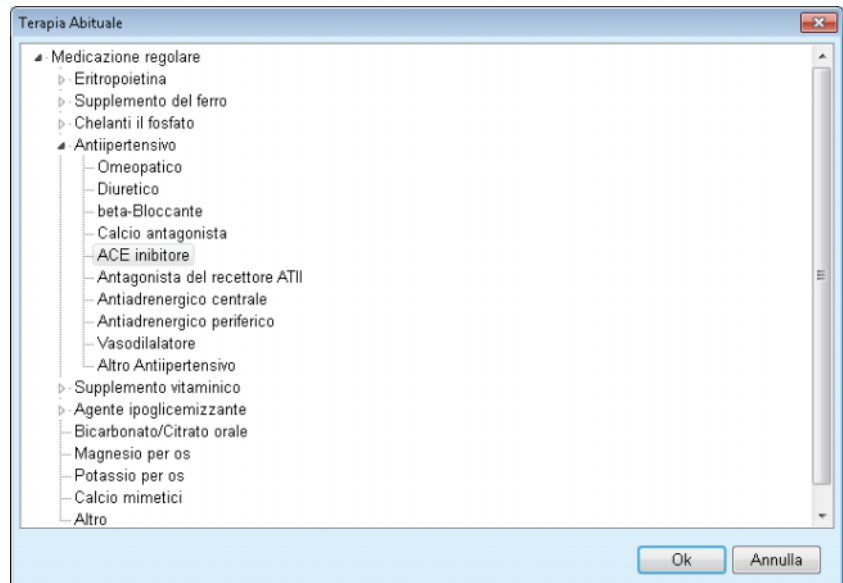 Terapia Abituale
Medicazione regolare
Eritropoietina
Supplemento del ferro
Chelanti il fosfato
Antiipertensivo
Omeopatico
Diuretico
beta-Bloccante
Calcio antagonista
ACE inibitore
Antagonista del recettore ATII
Antiadrenergico centrale
Antiadrenergico periferico
Vasodilalatore
Altro Antiipertensivo
Supplemento vitaminico
Agente ipoglicemizzante
Bicarbonato/Citrato orale
Magnesio per os
Potassio per os
Calcio mimetici
Altro
Ok Annulla